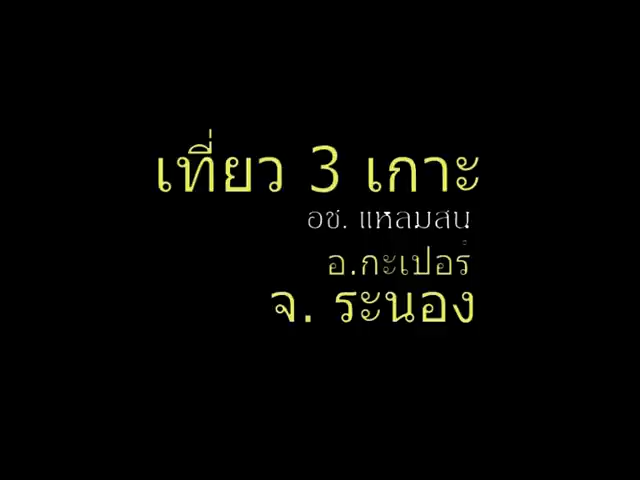 เที่ยว 3 เกาะ
อช. แหลมสน
อ.กะเปอร์
จ. ระนอง